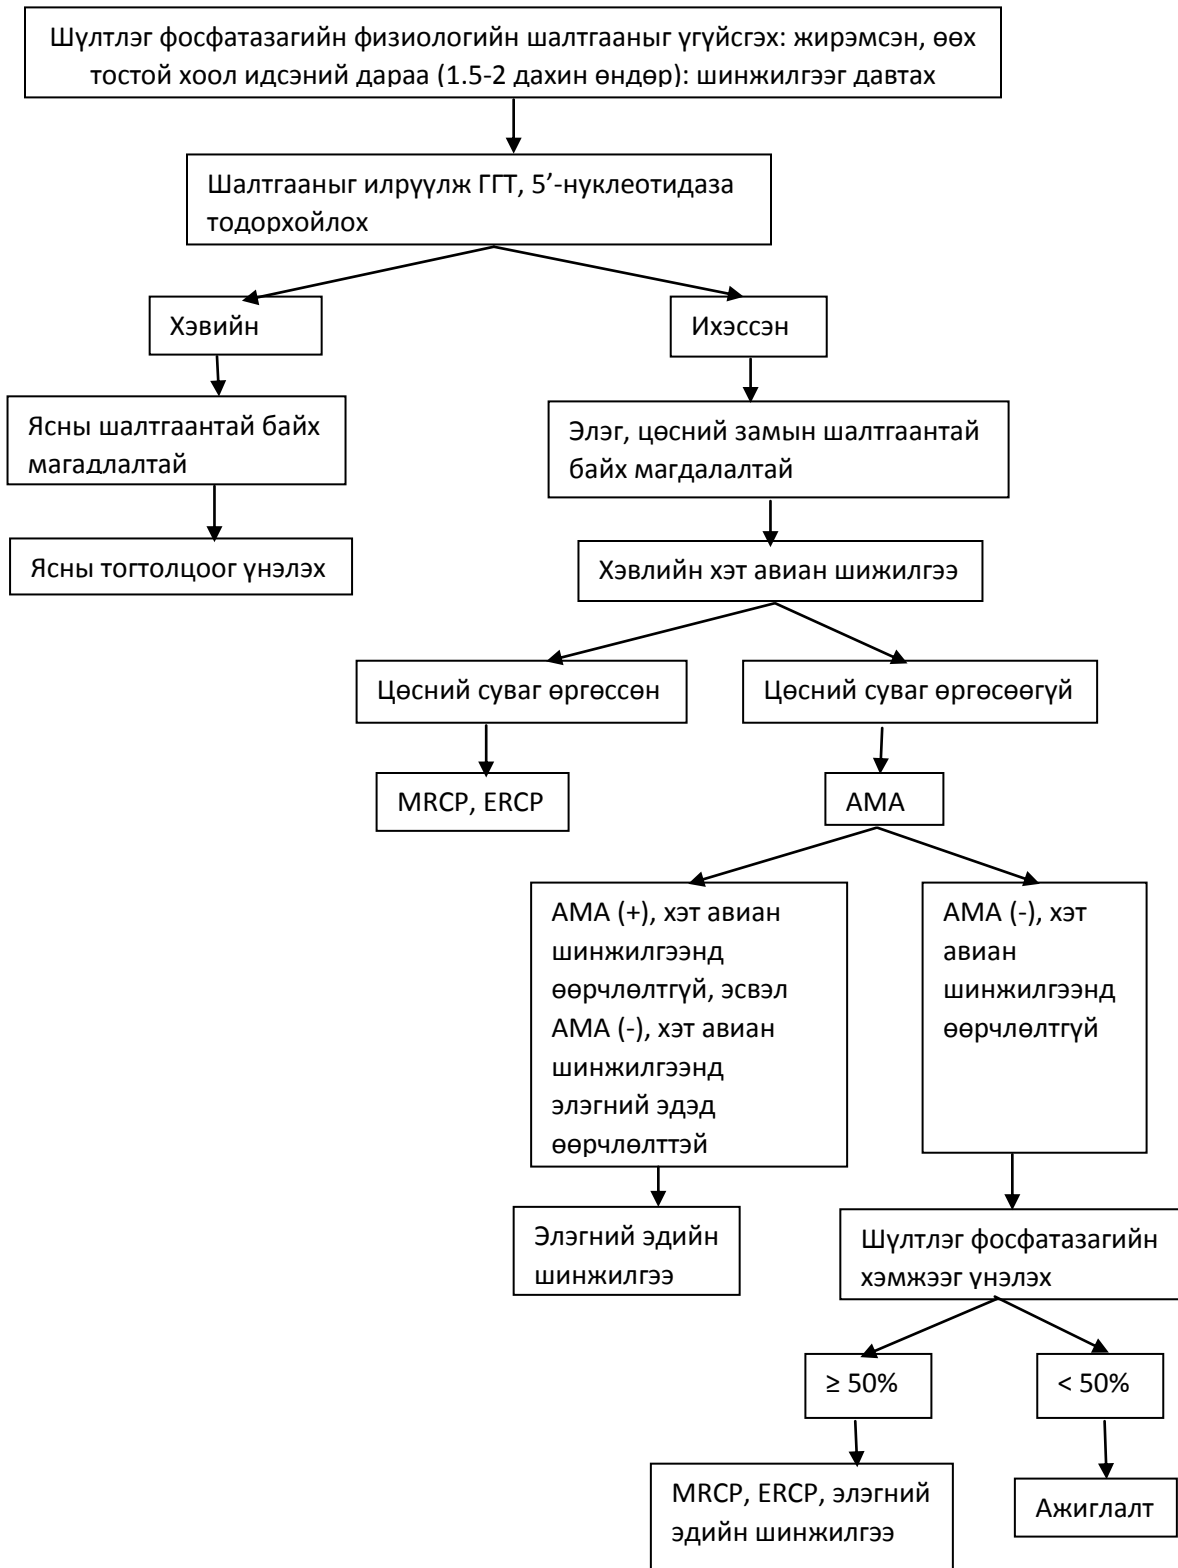 Шүлтлэг фосфатазагийн физиологийн шалтгааныг үгүйсгэх: жирэмсэн, өөх
тостой хоол идсэний дараа (1.5-2 дахин өндөр): шинжилгээг давтах
Шалтгааныг илрүүлж ГГТ, 5’-нуклеотидаза
тодорхойлох
Хэвийн
Ихэссэн
Ясны шалтгаантай байх
магадлалтай
Элэг, цөсний замын шалтгаантай
байх магдалалтай
Ясны тогтолцоог үнэлэх
Хэвлийн хэт авиан шижилгээ
Цөсний суваг өргөссөн
Цөсний суваг өргөсөөгүй
MRCP, ERCP
АМА
АМА (+), хэт авиан
шинжилгээнд
өөрчлөлтгүй, эсвэл
АМА (-), хэт авиан
шинжилгээнд
элэгний эдэд
өөрчлөлттэй
АМА (-), хэт
авиан
шинжилгээнд
өөрчлөлтгүй
Элэгний эдийн
шинжилгээ
Шүлтлэг фосфатазагийн
хэмжээг үнэлэх
≥ 50%
< 50%
MRCP, ERCP, элэгний
эдийн шинжилгээ
Ажиглалт